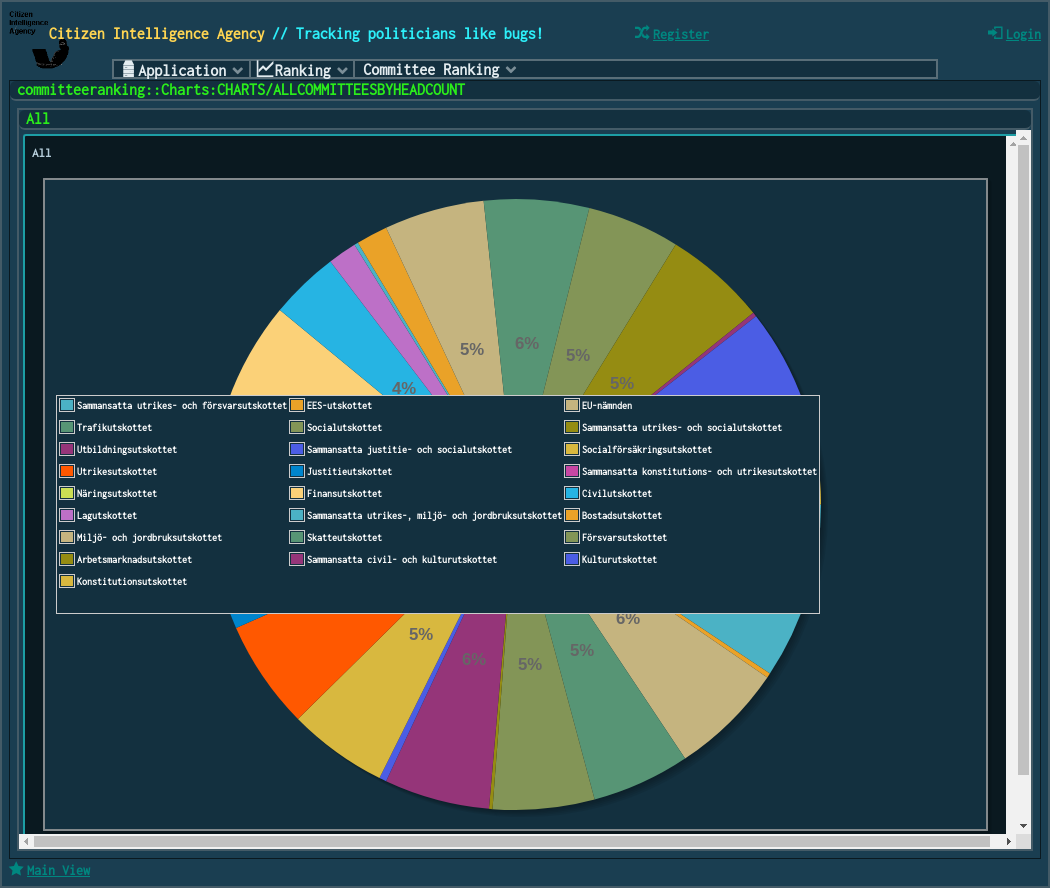 Citizen
Intelligence
Agency
Citizen Intelligence Agency // Tracking politicians like bugs!
Register
Login
Application
Ranking
Committee Ranking
committeeranking::Charts:CHARTS/ALLCOMMITTEESBYHEADCOUNT
All
All
5%
6%
5%
5%
4%
Sammansatta utrikes- och försvarsutskottet
EES-utskottet
EU-nämnden
Trafikutskottet
Socialutskottet
Sammansatta utrikes- och socialutskottet
Utbildningsutskottet
Sammansatta justitie- och socialutskottet
Socialförsäkringsutskottet
Utrikesutskottet
Justitieutskottet
Sammansatta konstitutions- och utrikesutskottet
Näringsutskottet
Finansutskottet
Civilutskottet
Lagutskottet
Sammansatta utrikes-, miljö- och jordbruksutskottet
Bostadsutskottet
Miljö- och jordbruksutskottet
Skatteutskottet
Försvarsutskottet
Arbetsmarknadsutskottet
Sammansatta civil- och kulturutskottet
Kulturutskottet
Konstitutionsutskottet
6%
5%
5%
6%
5%
Main View